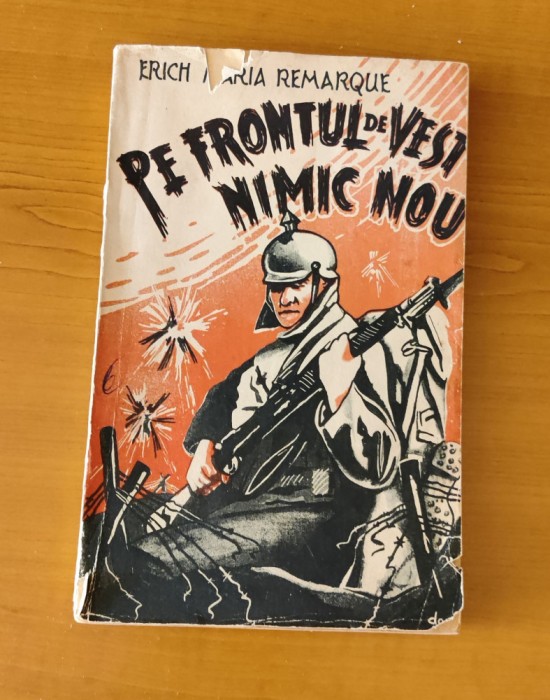 ERICH MARIA REMARQUE
PE FRONTUL DE VEST
NIMIC NOU